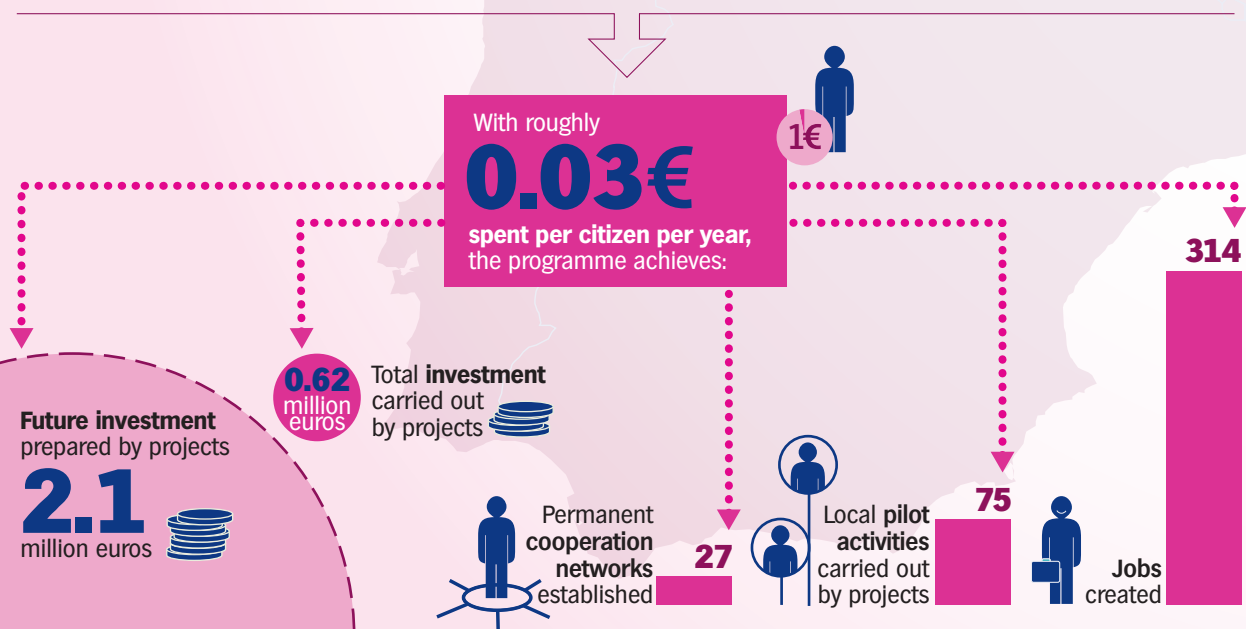 With roughly
0.03€
spent per citizen per year,
the programme achieves:
1€
314
0.62
million
euros
Total investment
carried out
by projects
Future investment
prepared by projects
2.1
million euros
Permanent
cooperation
networks
established
27
Local pilot
activities
carried out
by projects
75
Jobs
created